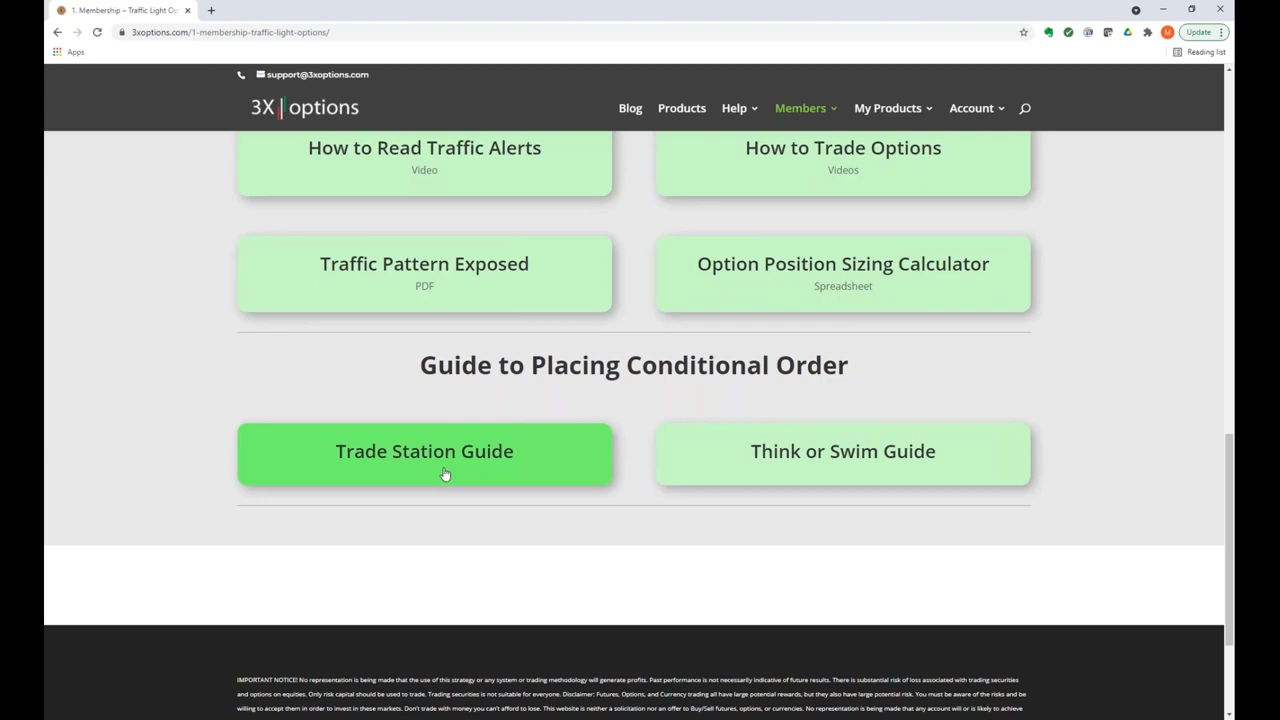 1. Membership – Traffic Light Op
3xoptions.com/1-membership-traffic-light-options/
M
Update
Apps
Reading list
support@3xoptions.com
3X options
Blog
Products
Help
Members
My Products
Account
How to Read Traffic Alerts
Video
How to Trade Options
Videos
Traffic Pattern Exposed
PDF
Option Position Sizing Calculator
Spreadsheet
Guide to Placing Conditional Order
Trade Station Guide
Think or Swim Guide
IMPORTANT NOTICE! No representation is being made that the use of this strategy or any system or trading methodology will generate profits. Past performance is not necessarily indicative of future results. There is substantial risk of loss associated with trading securities
and options on equities. Only risk capital should be used to trade. Trading securities is not suitable for everyone. Disclaimer: Futures, Options, and Currency trading all have large potential rewards, but they also have large potential risk. You must be aware of the risks and be
willing to accept them in order to invest in these markets. Don't trade with money you can't afford to lose. This website is neither a solicitation nor an offer to Buy/Sell futures, options, or currencies. No representation is being made that any account will or is likely to achieve